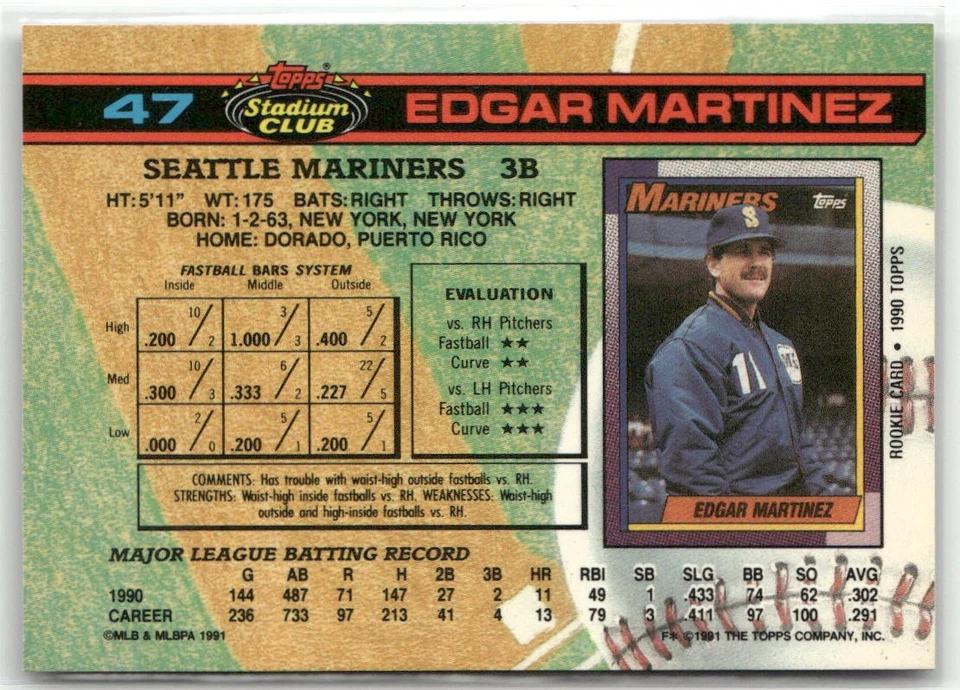 47
Topps®
Stadium
CLUB
EDGAR MARTINEZ
SEATTLE MARINERS 3B
HT: 5'11" WT: 175 BATS: RIGHT THROWS: RIGHT
BORN: 1-2-63, NEW YORK, NEW YORK
HOME: DORADO, PUERTO RICO
FASTBALL BARS SYSTEM
Inside Middle Outside
High .200 10/2 1.000 3/3 .400 5/2
Med .300 10/3 .333 6/2 .227 22/5
Low .000 2/0 .200 5/1 .200 5/1
EVALUATION
vs. RH Pitchers
Fastball ★★
Curve ★★
vs. LH Pitchers
Fastball ★★★
Curve ★★★
COMMENTS: Has trouble with waist-high outside fastballs vs. RH.
STRENGTHS: Waist-high inside fastballs vs. RH. WEAKNESSES: Waist-high
outside and high-inside fastballs vs. RH.
MARINERS
Topps
S
11
EDGAR MARTINEZ
ROOKIE CARD • 1990 TOPPS
MAJOR LEAGUE BATTING RECORD
G AB R H 2B 3B HR RBI SB SLG BB SO AVG
1990 144 487 71 147 27 2 11 49 1 .433 74 62 .302
CAREER 236 733 97 213 41 4 13 79 3 .411 97 100 .291
©MLB & MLBPA 1991
F* ©1991 THE TOPPS COMPANY, INC.